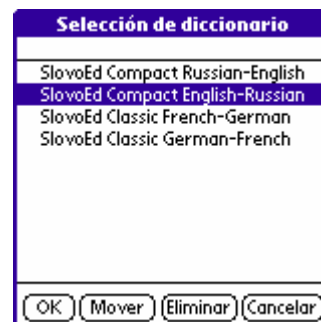 Selección de diccionario
SlovoEd Compact Russian-English
SlovoEd Compact English-Russian
SlovoEd Classic French-German
SlovoEd Classic German-French
OK Mover Eliminar Cancelar